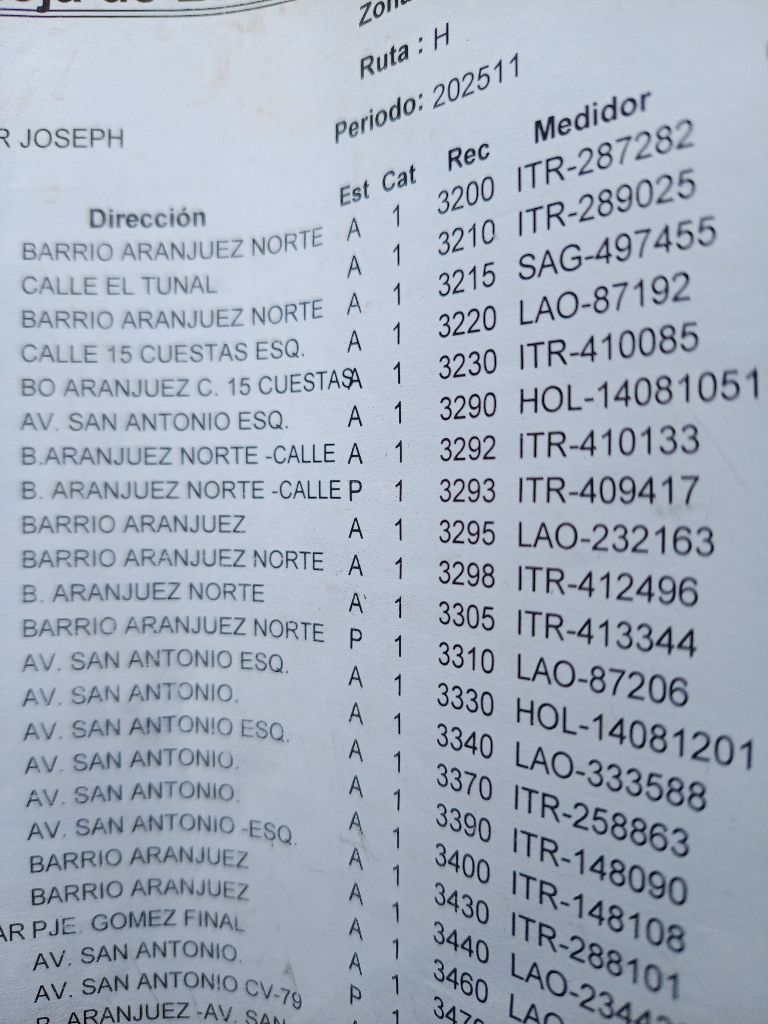 Ruta : H
Periodo: 202511
R JOSEPH
Dirección Est Cat Rec Medidor
BARRIO ARANJUEZ NORTE A 1 3200 ITR-287282
CALLE EL TUNAL A 1 3210 ITR-289025
BARRIO ARANJUEZ NORTE A 1 3215 SAG-497455
CALLE 15 CUESTAS ESQ. A 1 3220 LAO-87192
BO ARANJUEZ C. 15 CUESTAS A 1 3230 ITR-410085
AV. SAN ANTONIO ESQ. A 1 3290 HOL-14081051
B.ARANJUEZ NORTE -CALLE A 1 3292 ITR-410133
B. ARANJUEZ NORTE -CALLE P 1 3293 ITR-409417
BARRIO ARANJUEZ A 1 3295 LAO-232163
BARRIO ARANJUEZ NORTE A 1 3298 ITR-412496
B. ARANJUEZ NORTE A 1 3305 ITR-413344
BARRIO ARANJUEZ NORTE P 1 3310 LAO-87206
AV. SAN ANTONIO ESQ. A 1 3330 HOL-14081201
AV. SAN ANTONIO. A 1 3340 LAO-333588
AV. SAN ANTONIO ESQ. A 1 3370 ITR-258863
AV. SAN ANTONIO. A 1 3390 ITR-148090
AV. SAN ANTONIO. A 1 3400 ITR-148108
AV. SAN ANTONIO -ESQ. A 1 3430 ITR-288101
BARRIO ARANJUEZ A 1 3440
BARRIO ARANJUEZ A 1 3460 LAO
AR PJE. GOMEZ FINAL A 1
AV. SAN ANTONIO. A 1
AV. SAN ANTONIO CV-79 P 1
ARANJUEZ -AV. SAN